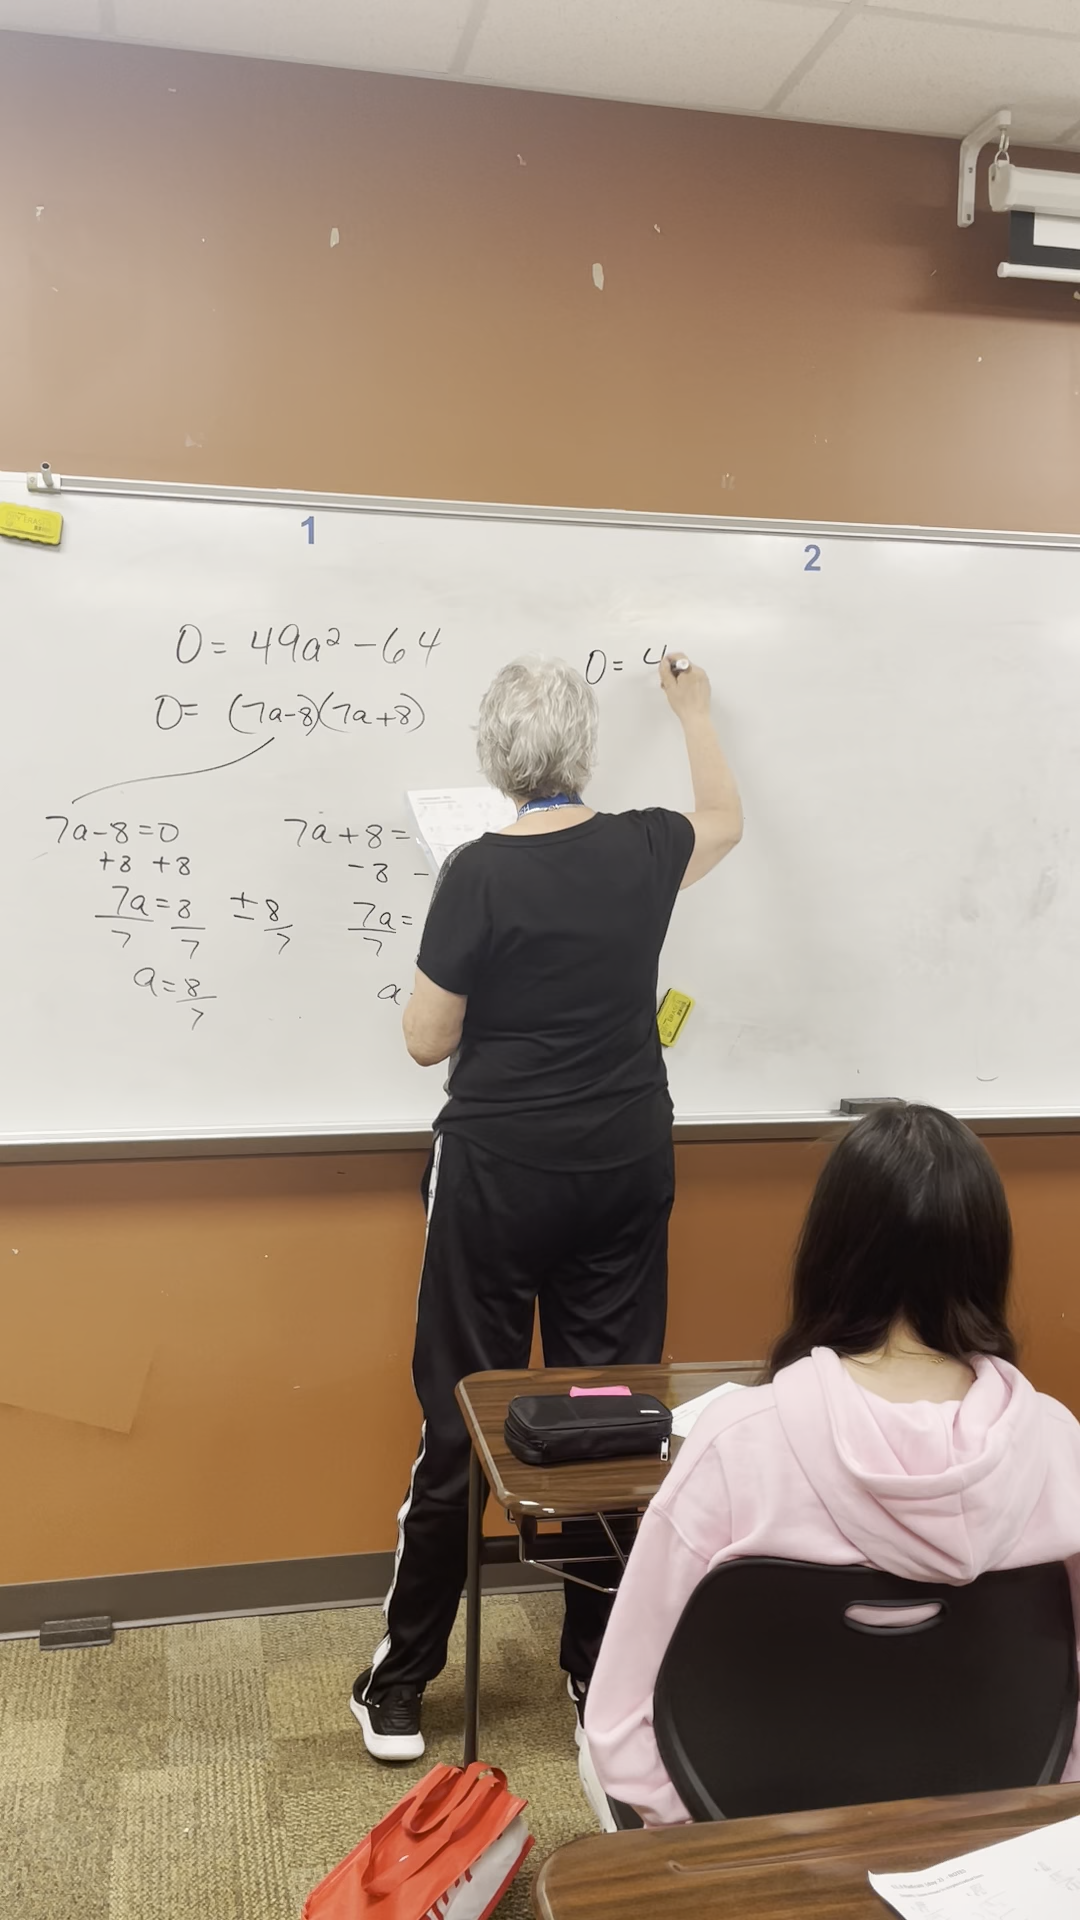 1
2
0 = 49a² - 64
0 = (7a-8)(7a+8)
7a-8=0
+8 +8
7a=8
7 7
a=8
7
±8
7
7a+8=
-8 -
7a=
7
a
0= 4